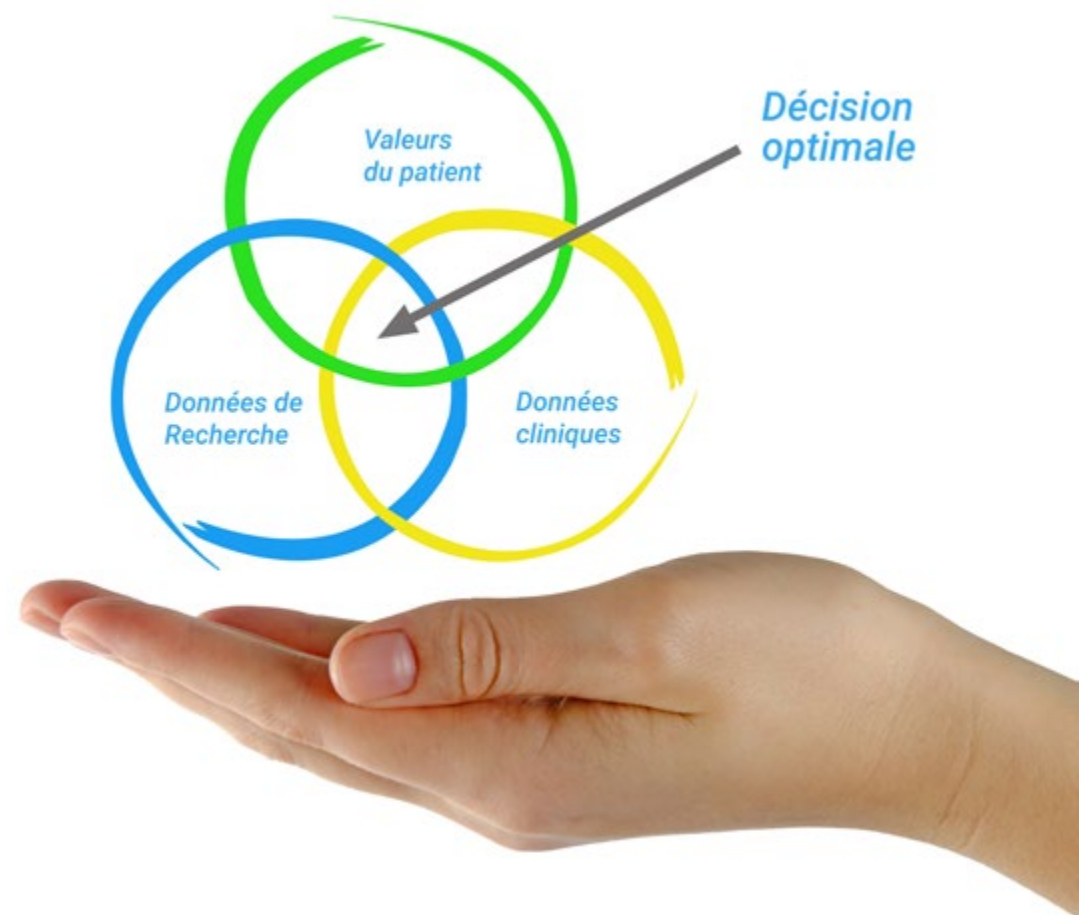 Décision
optimale
Valeurs
du patient
Données de
Recherche
Données
cliniques